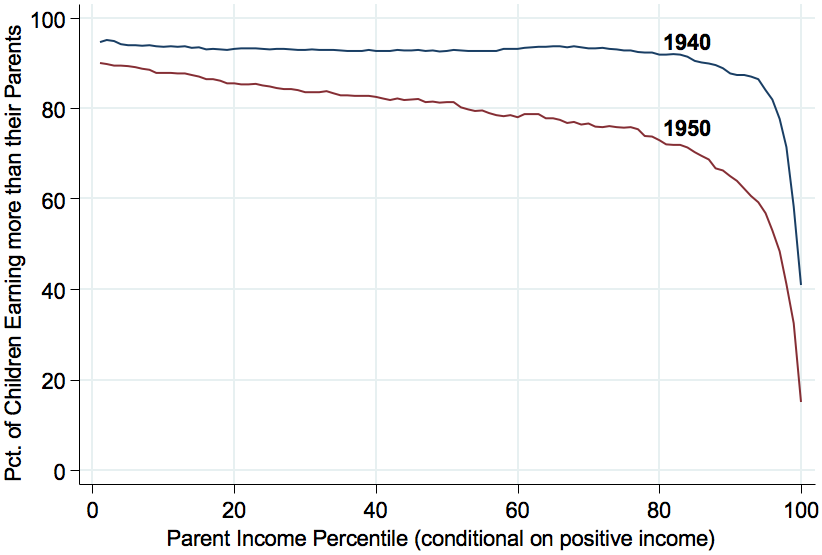 Pct. of Children Earning more than their Parents
100
80
60
40
20
0
1940
1950
0 20 40 60 80 100
Parent Income Percentile (conditional on positive income)